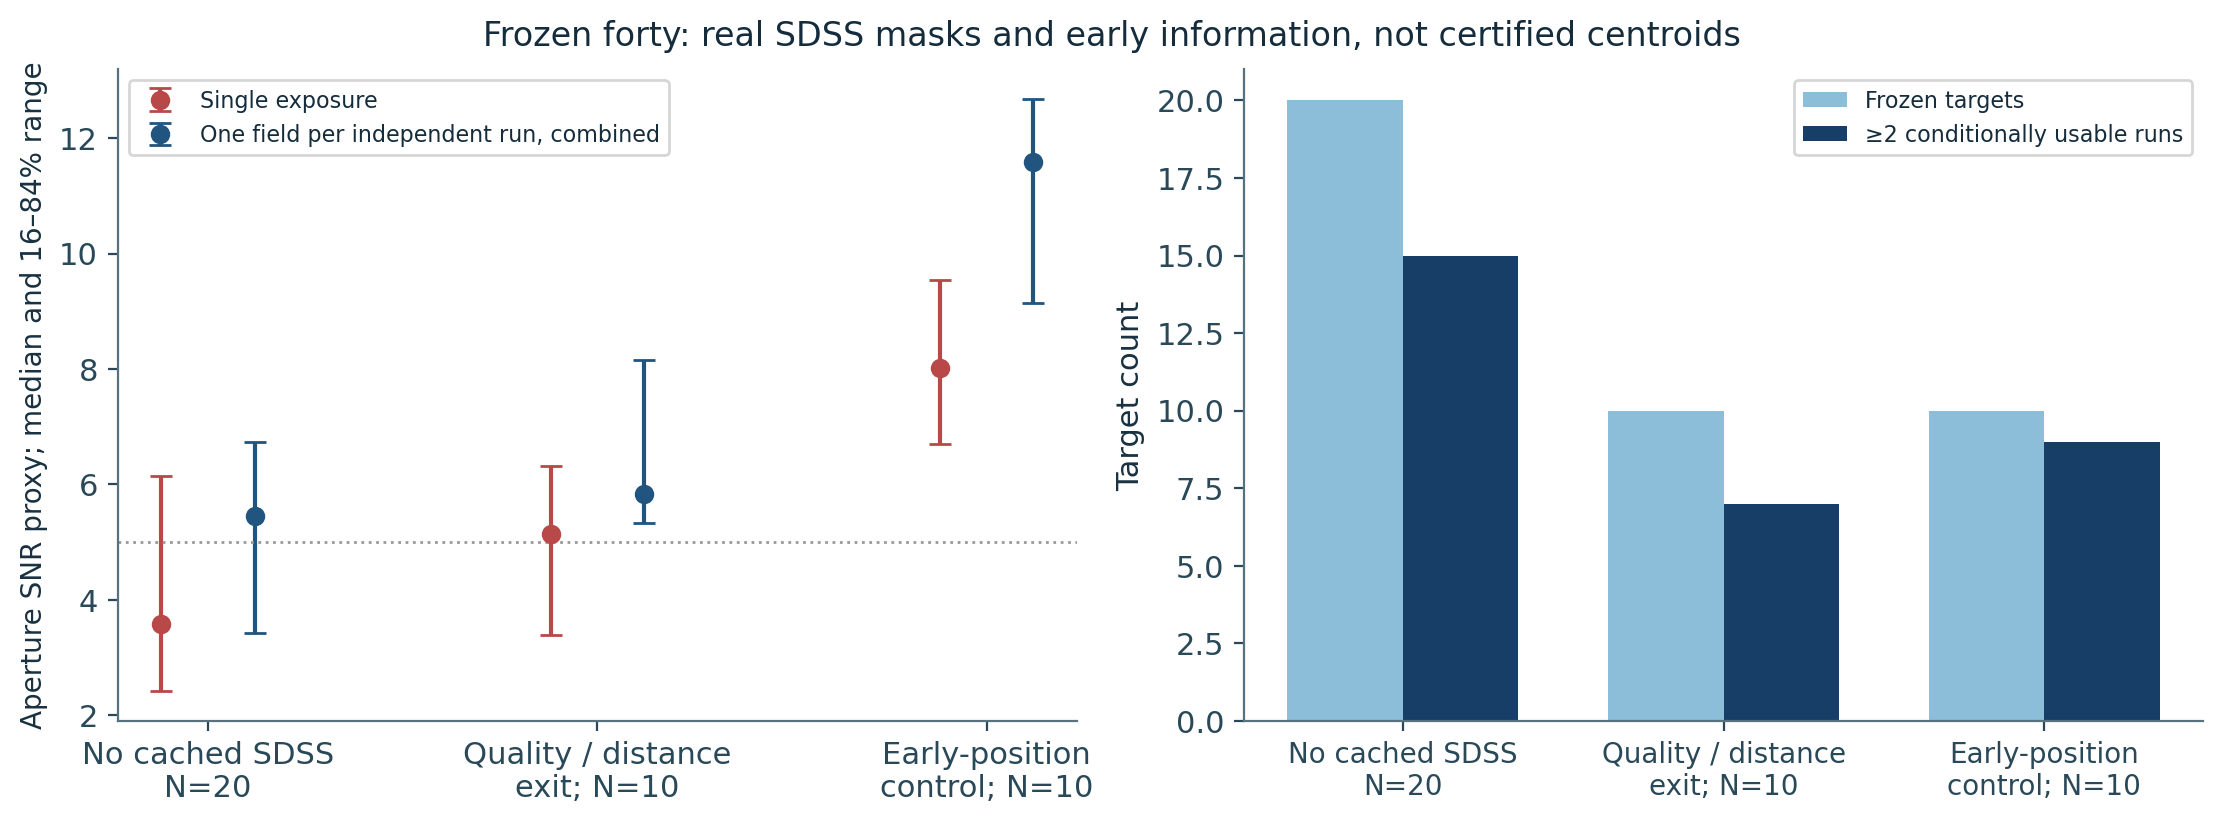 Frozen forty: real SDSS masks and early information, not certified centroids
Aperture SNR proxy; median and 16–84% range
12
10
8
6
4
2
Single exposure
One field per independent run, combined
No cached SDSS
N=20
Quality / distance
exit; N=10
Early-position
control; N=10
Target count
20.0
17.5
15.0
12.5
10.0
7.5
5.0
2.5
0.0
Frozen targets
≥2 conditionally usable runs
No cached SDSS
N=20
Quality / distance
exit; N=10
Early-position
control; N=10